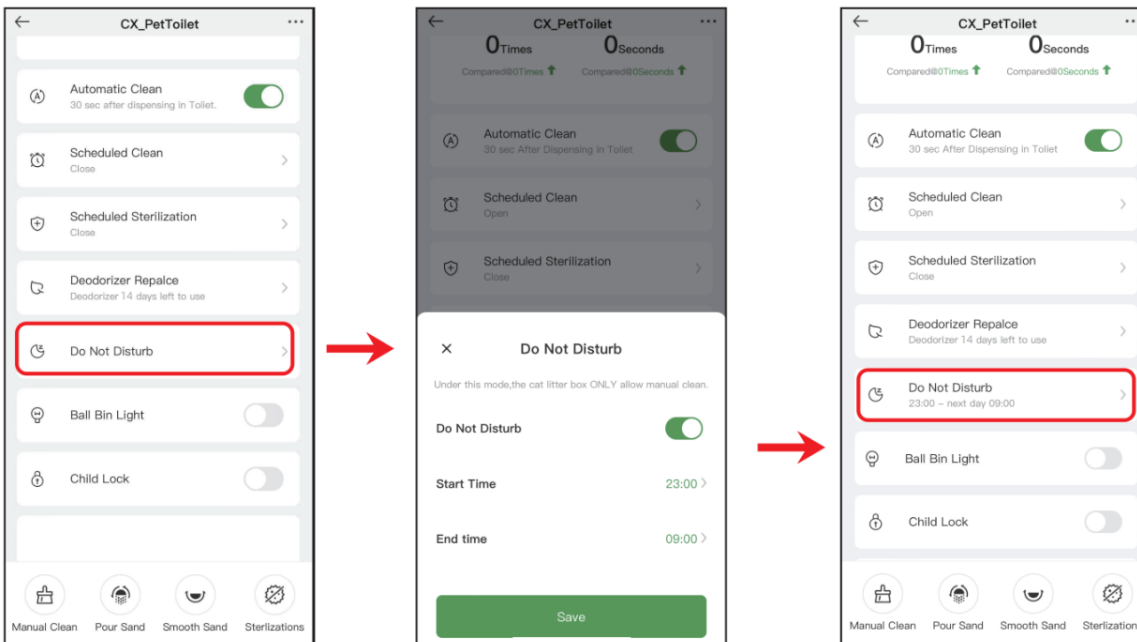 CX_PetToilet
Automatic Clean
30 sec after dispensing in Toliet.
Scheduled Clean
Close
Scheduled Sterilization
Close
Deodorizer Repalce
Deodorizer 14 days left to use
Do Not Disturb
Ball Bin Light
Child Lock
Manual Clean
Pour Sand
Smooth Sand
Sterlizations
CX_PetToilet
0Times
0Seconds
Compared@0Times
Compared@0Seconds
Automatic Clean
30 sec After Dispensing in Toliet
Scheduled Clean
Open
Scheduled Sterilization
Close
Do Not Disturb
Under this mode,the cat litter box ONLY allow manual clean.
Do Not Disturb
Start Time
23:00
End time
09:00
Save
CX_PetToilet
0Times
0Seconds
Compared@0Times
Compared@0Seconds
Automatic Clean
30 sec After Dispensing in Toliet
Scheduled Clean
Open
Scheduled Sterilization
Close
Deodorizer Repalce
Deodorizer 14 days left to use
Do Not Disturb
23:00 – next day 09:00
Ball Bin Light
Child Lock
Manual Clean
Pour Sand
Smooth Sand
Sterlization